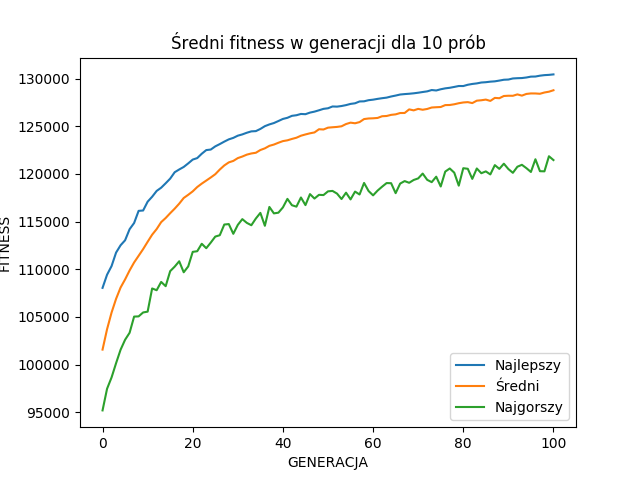 Średni fitness w generacji dla 10 prób
FITNESS
130000
125000
120000
115000
110000
105000
100000
95000
0
20
40
60
80
100
GENERACJA
Najlepszy
Średni
Najgorszy